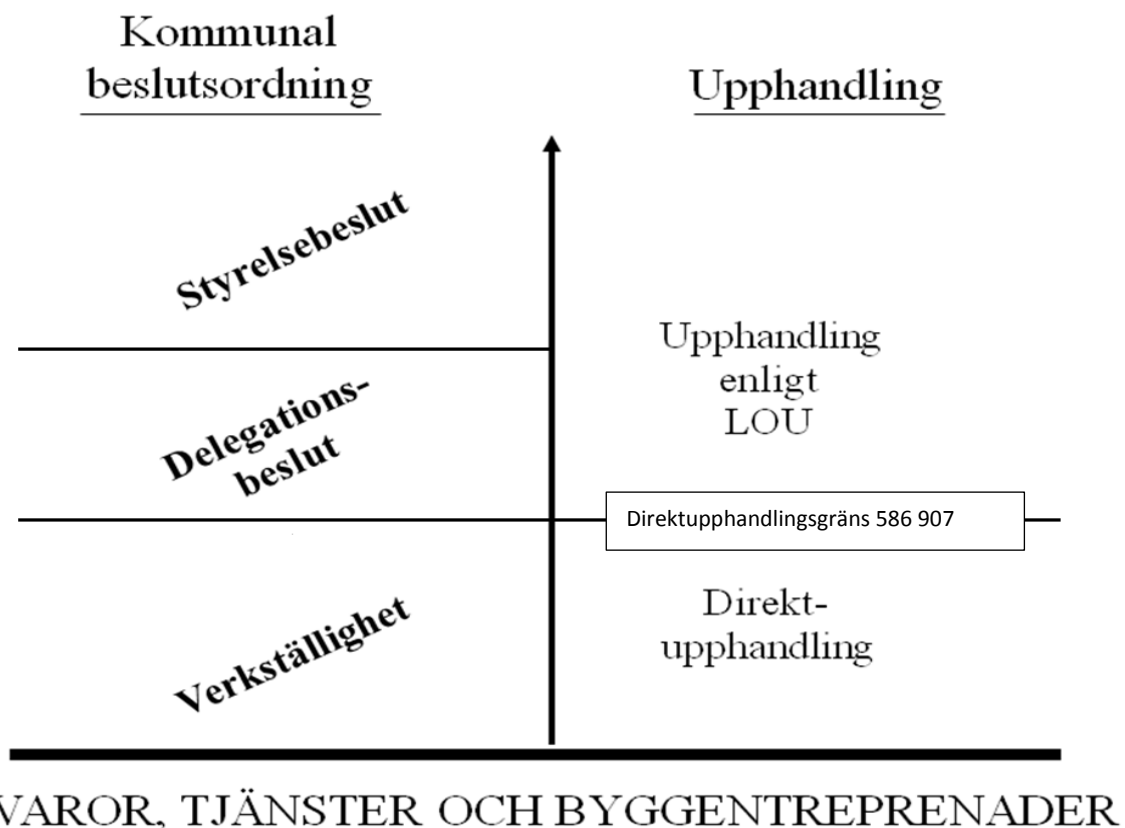 Kommunal
beslutsordning
Upphandling
Styrelsebeslut
Upphandling
enligt
LOU
Delegations-
beslut
Direktupphandlingsgräns 586 907
Verkställighet
Direkt-
upphandling
VAROR, TJÄNSTER OCH BYGGENTREPRENADER